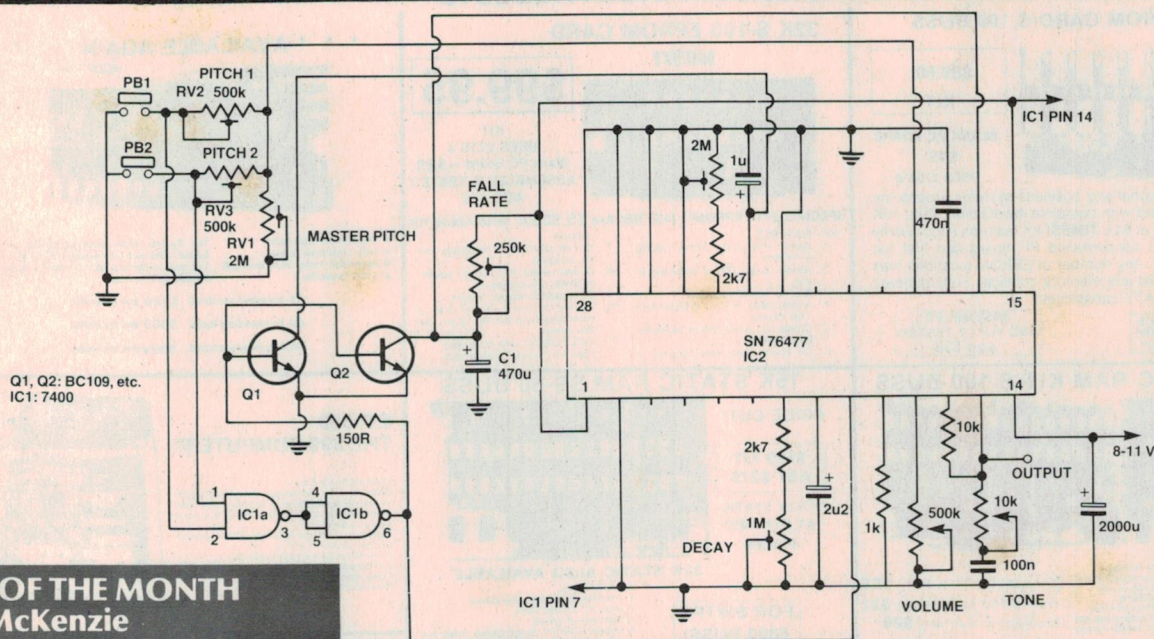 PB1
PITCH 1
RV2 500k
PB2
PITCH 2
RV3
500k
RV1
2M
MASTER PITCH
FALL
RATE
250k
C1
470u
2M
1u
2k7
IC1 PIN 14
470n
28
15
SN 76477
IC2
14
Q1, Q2: BC109, etc.
IC1: 7400
Q1
Q2
150R
1
2
IC1a
3
4
5
IC1b
6
2k7
2u2
1M
DECAY
IC1 PIN 7
10k
OUTPUT
8-11 V
1k
500k
10k
2000u
100n
VOLUME
TONE
OF THE MONTH
McKenzie